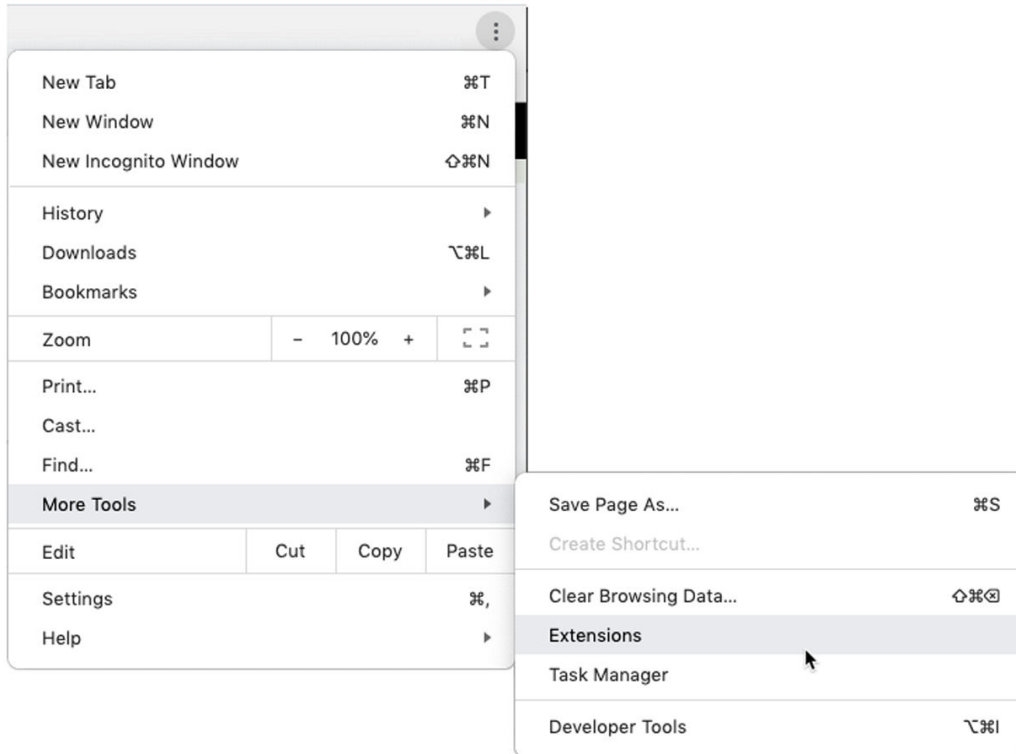 New Tab ⌘T
New Window ⌘N
New Incognito Window ⇧⌘N
History
Downloads ⌥⌘L
Bookmarks
Zoom - 100% +
Print... ⌘P
Cast...
Find... ⌘F
More Tools
Edit Cut Copy Paste
Settings ⌘,
Help
Save Page As... ⌘S
Create Shortcut...
Clear Browsing Data... ⇧⌘⌫
Extensions
Task Manager
Developer Tools ⌥⌘I